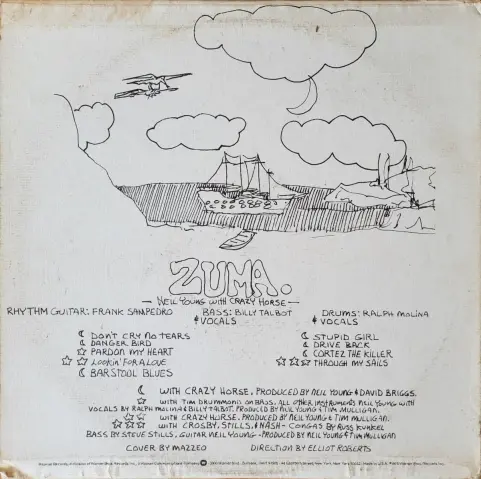 ZUMA.
— NEIL YOUNG WITH CRAZY HORSE —
RHYTHM GUITAR: FRANK SAMPEDRO BASS: BILLY TALBOT & VOCALS DRUMS: RALPH MOLINA & VOCALS
☾ DON'T CRY NO TEARS
☾ DANGER BIRD
☆ PARDON MY HEART
☆☆ LOOKIN' FOR A LOVE
☾ BARSTOOL BLUES
☾ STUPID GIRL
☾ DRIVE BACK
☾ CORTEZ THE KILLER
☆☆☆ THROUGH MY SAILS
☾ WITH CRAZY HORSE. PRODUCED BY NEIL YOUNG & DAVID BRIGGS.
☆ WITH TIM DRUMMOND ON BASS. ALL OTHER INSTRUMENTS NEIL YOUNG WITH
VOCALS BY RALPH MOLINA & BILLY TALBOT. PRODUCED BY NEIL YOUNG & TIM MULLIGAN.
☆☆ WITH CRAZY HORSE. PRODUCED BY NEIL YOUNG & TIM MULLIGAN.
☆☆☆ WITH CROSBY, STILLS, & NASH - CONGAS BY RUSS KUNKEL
BASS BY STEVE STILLS, GUITAR NEIL YOUNG - PRODUCED BY NEIL YOUNG & TIM MULLIGAN
COVER BY MAZZEO DIRECTION BY ELLIOT ROBERTS